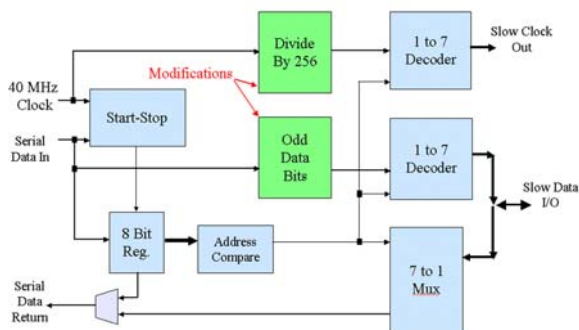 Divide
By 256
1 to 7
Decoder
Slow Clock
Out
Modifications
40 MHz
Clock
Start-Stop
Serial
Data In
Odd
Data
Bits
1 to 7
Decoder
Slow Data
I/O
8 Bit
Reg.
Address
Compare
7 to 1
Mux
Serial
Data
Return